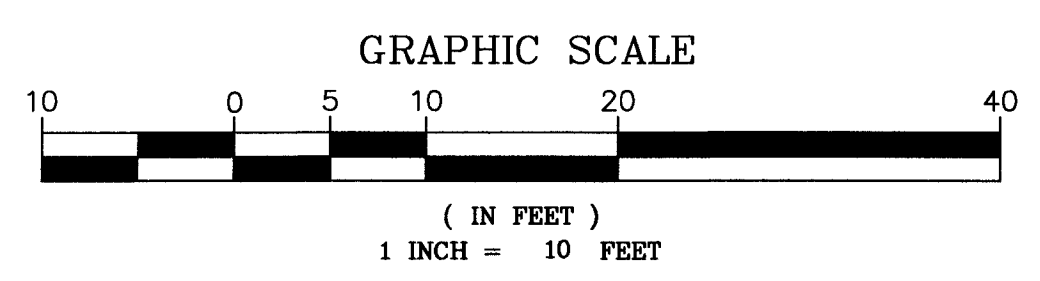 GRAPHIC SCALE
10 0 5 10 20 40
( IN FEET )
1 INCH = 10 FEET